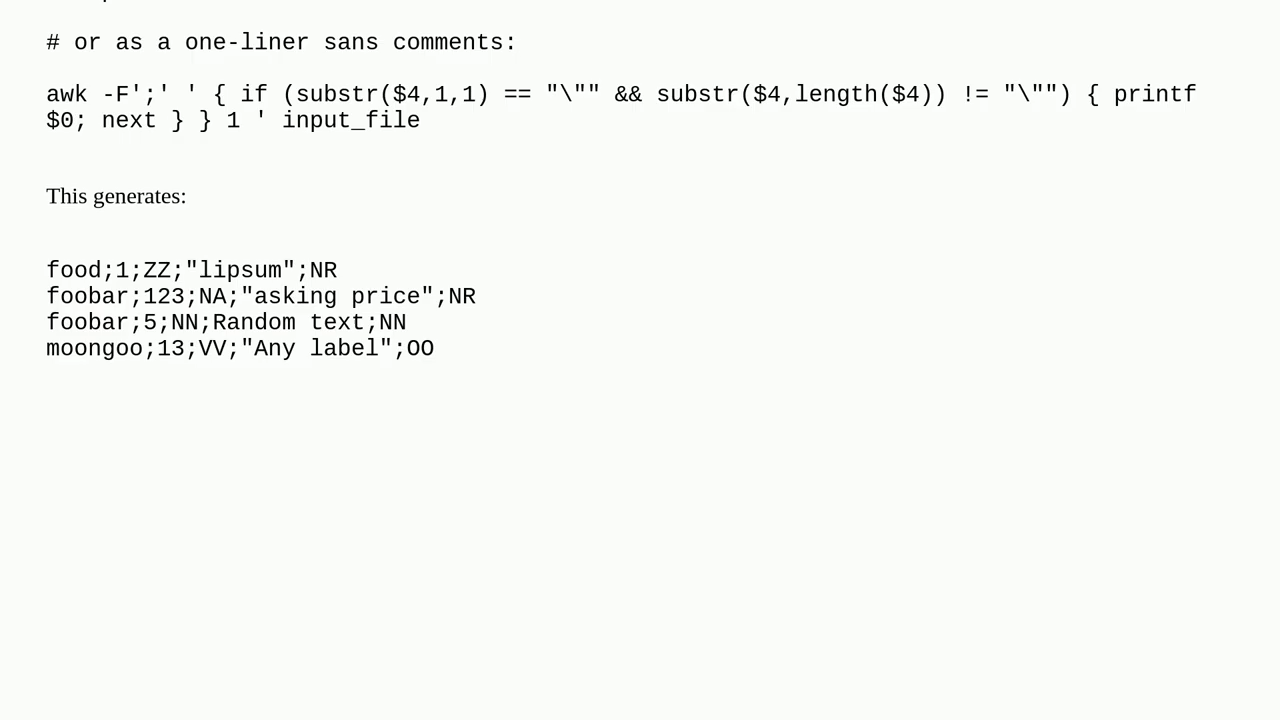 # or as a one-liner sans comments:
awk -F';' ' { if (substr($4,1,1) == "\"" && substr($4,length($4)) != "\"") { printf
$0; next } } 1 ' input_file
This generates:
food;1;ZZ;"lipsum";NR
foobar;123;NA;"asking price";NR
foobar;5;NN;Random text;NN
moongoo;13;VV;"Any label";OO